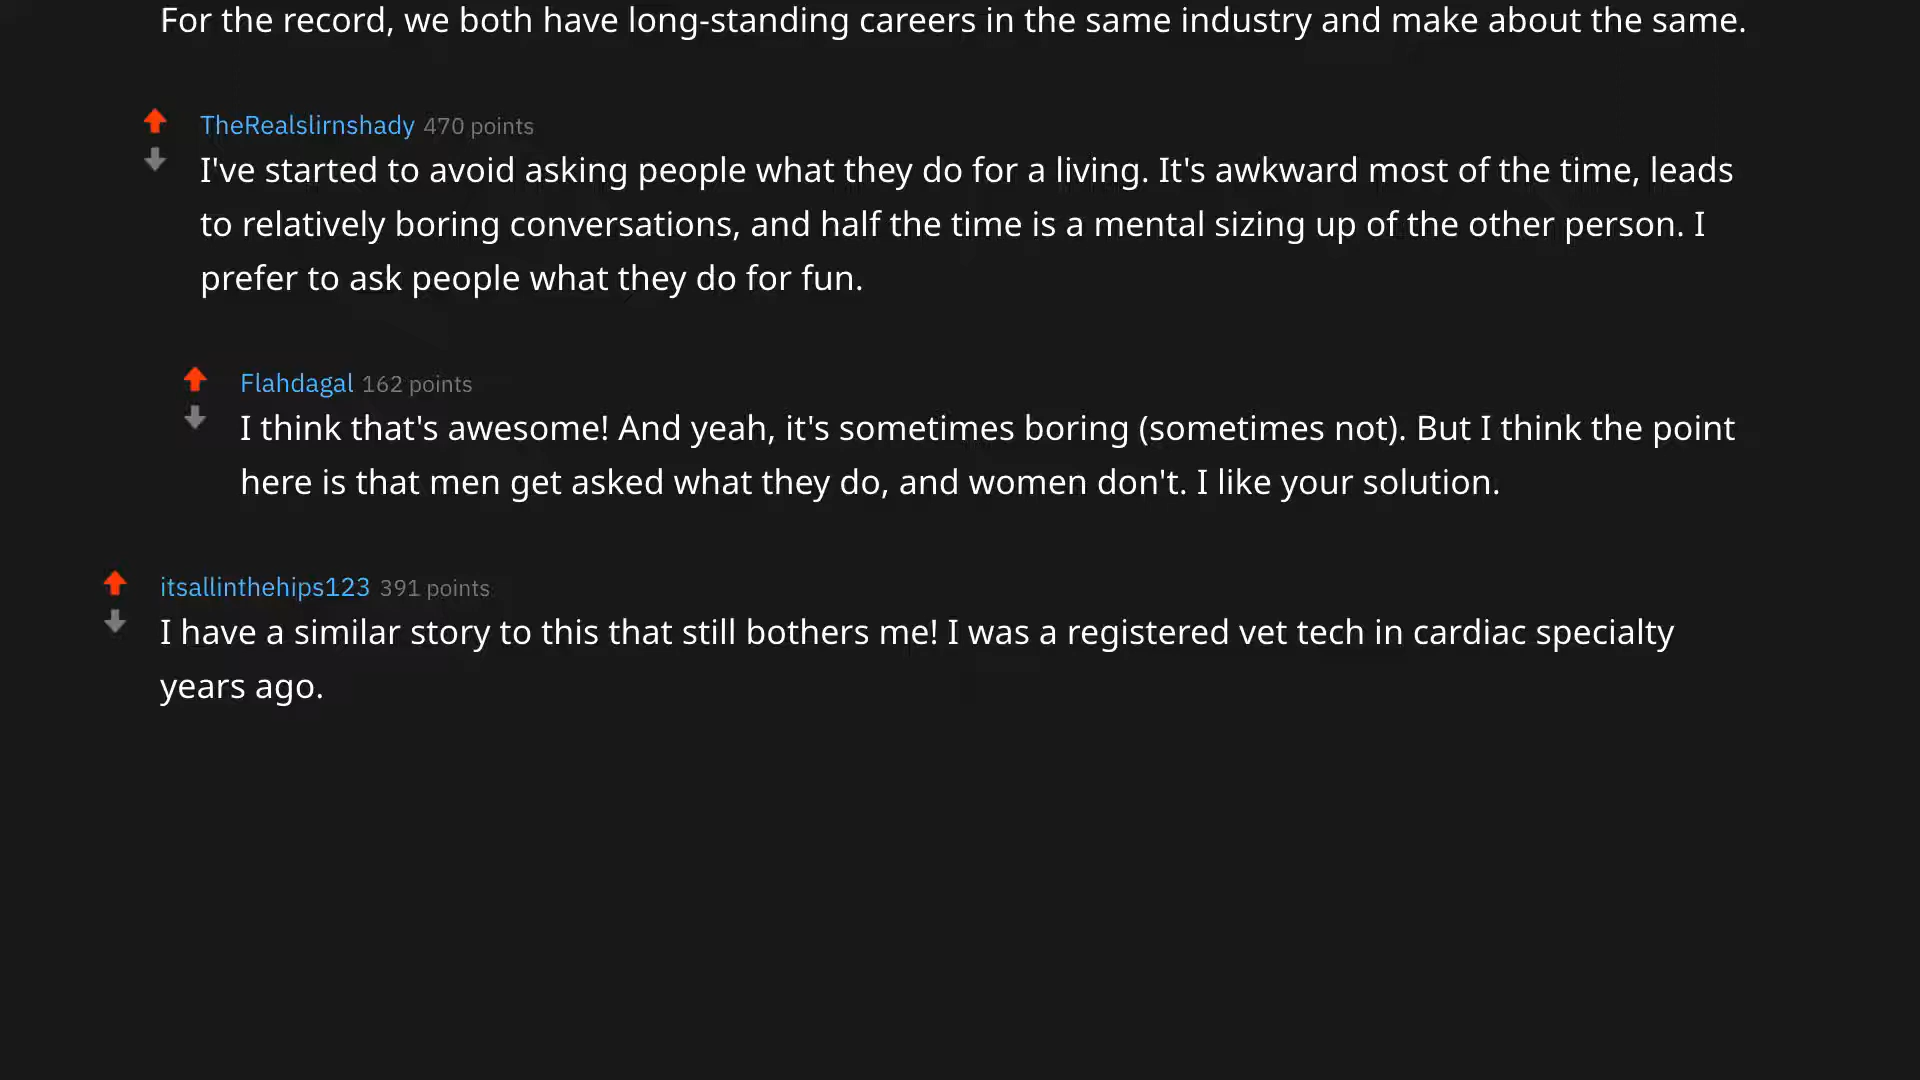 For the record, we both have long-standing careers in the same industry and make about the same.
TheRealslirnshady 470 points
I've started to avoid asking people what they do for a living. It's awkward most of the time, leads
to relatively boring conversations, and half the time is a mental sizing up of the other person. I
prefer to ask people what they do for fun.
Flahdagal 162 points
I think that's awesome! And yeah, it's sometimes boring (sometimes not). But I think the point
here is that men get asked what they do, and women don't. I like your solution.
itsallinthehips123 391 points
I have a similar story to this that still bothers me! I was a registered vet tech in cardiac specialty
years ago.